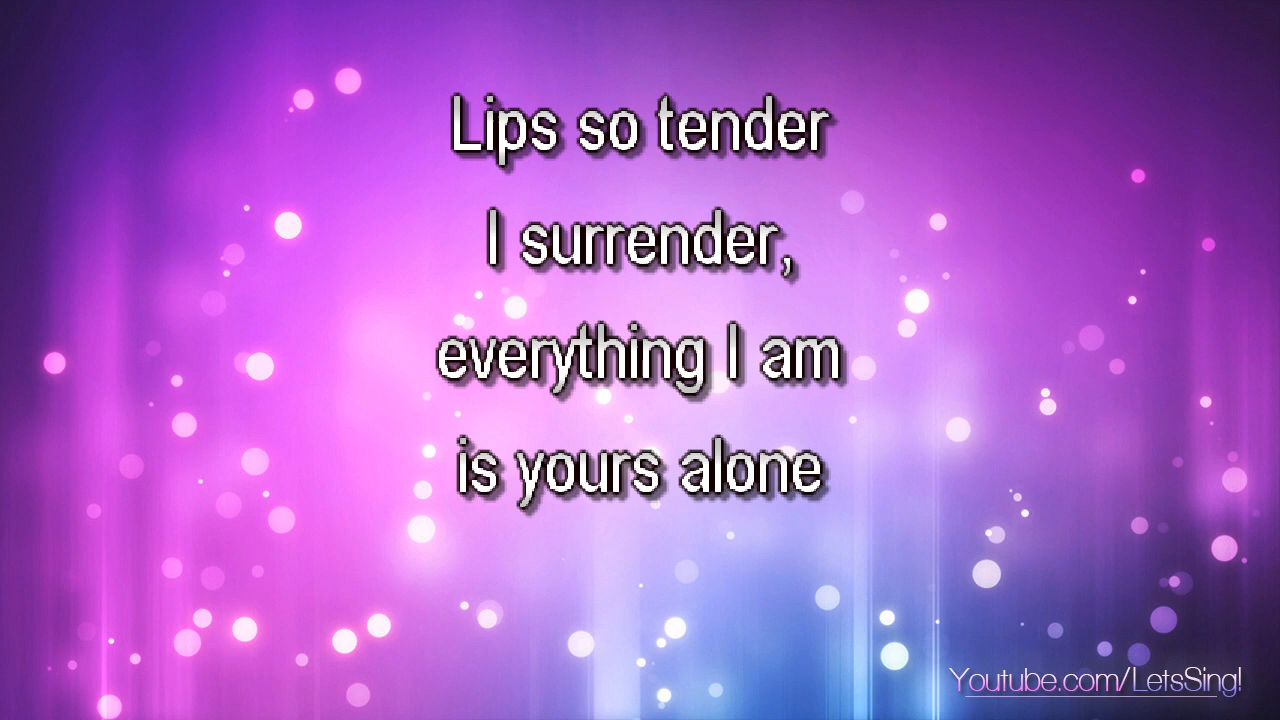 Lips so tender
I surrender,
everything I am
is yours alone
Youtube.com/LetsSing!